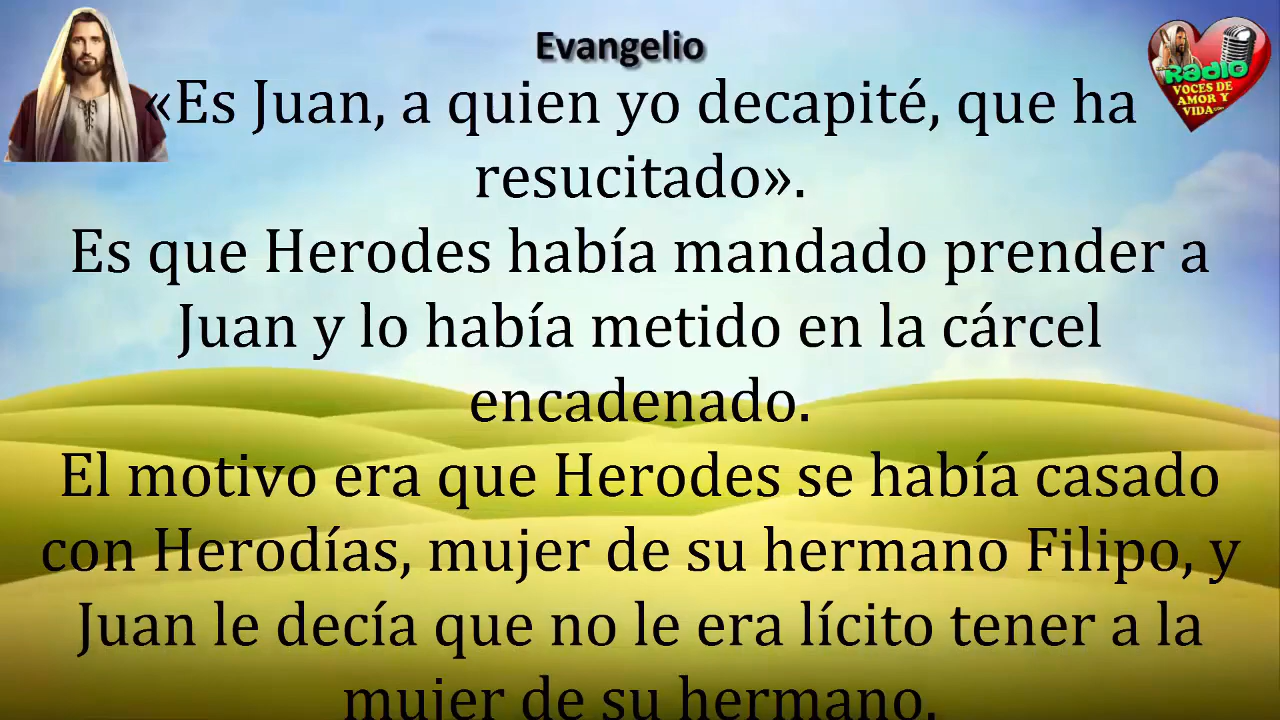 Evangelio
«Es Juan, a quien yo decapité, que ha
resucitado».
Es que Herodes había mandado prender a
Juan y lo había metido en la cárcel
encadenado.
El motivo era que Herodes se había casado
con Herodías, mujer de su hermano Filipo, y
Juan le decía que no le era lícito tener a la
mujer de su hermano.
Radio
VOCES DE
AMOR Y
VIDA